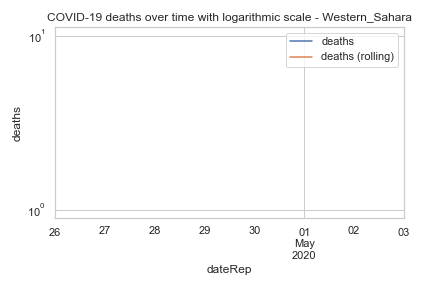 COVID-19 deaths over time with logarithmic scale - Western_Sahara
deaths
deaths (rolling)
10¹
10⁰
deaths
26 27 28 29 30 01 02 03
May
2020
dateRep